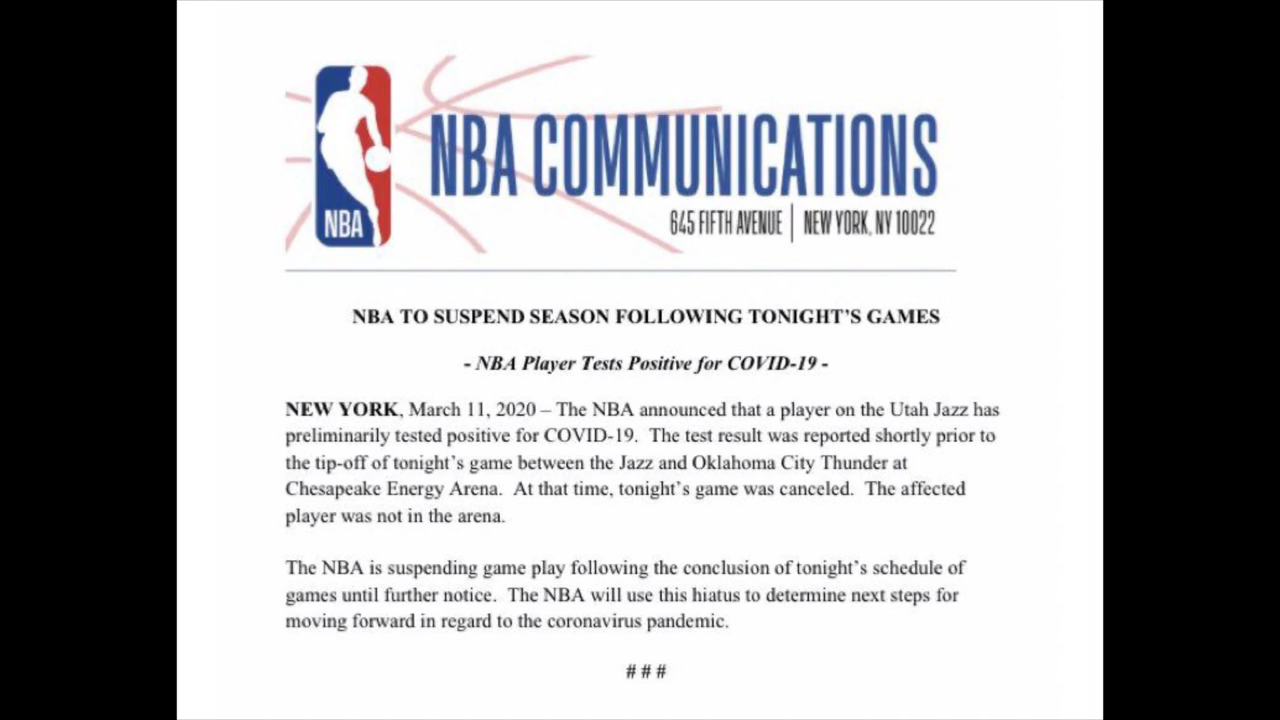 NBA
NBA COMMUNICATIONS
645 FIFTH AVENUE | NEW YORK, NY 10022
NBA TO SUSPEND SEASON FOLLOWING TONIGHT'S GAMES
- NBA Player Tests Positive for COVID-19 -
NEW YORK, March 11, 2020 – The NBA announced that a player on the Utah Jazz has
preliminarily tested positive for COVID-19.  The test result was reported shortly prior to
the tip-off of tonight's game between the Jazz and Oklahoma City Thunder at
Chesapeake Energy Arena.  At that time, tonight's game was canceled.  The affected
player was not in the arena.
The NBA is suspending game play following the conclusion of tonight's schedule of
games until further notice.  The NBA will use this hiatus to determine next steps for
moving forward in regard to the coronavirus pandemic.
# # #